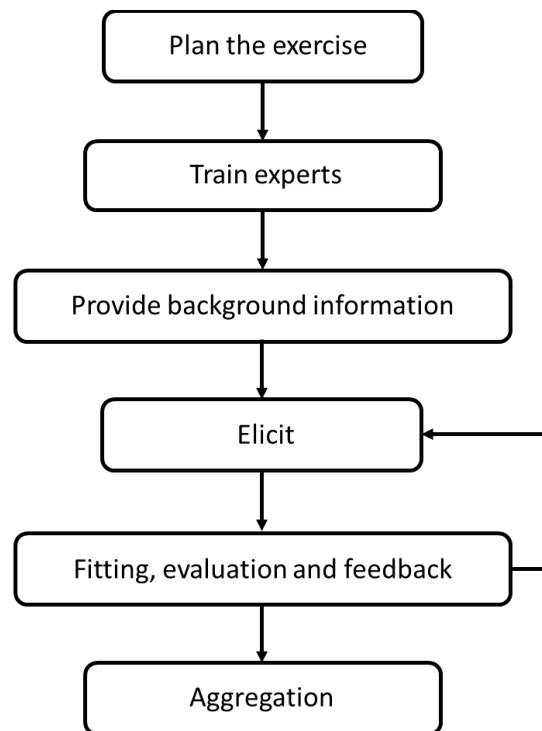 Plan the exercise
Train experts
Provide background information
Elicit
Fitting, evaluation and feedback
Aggregation